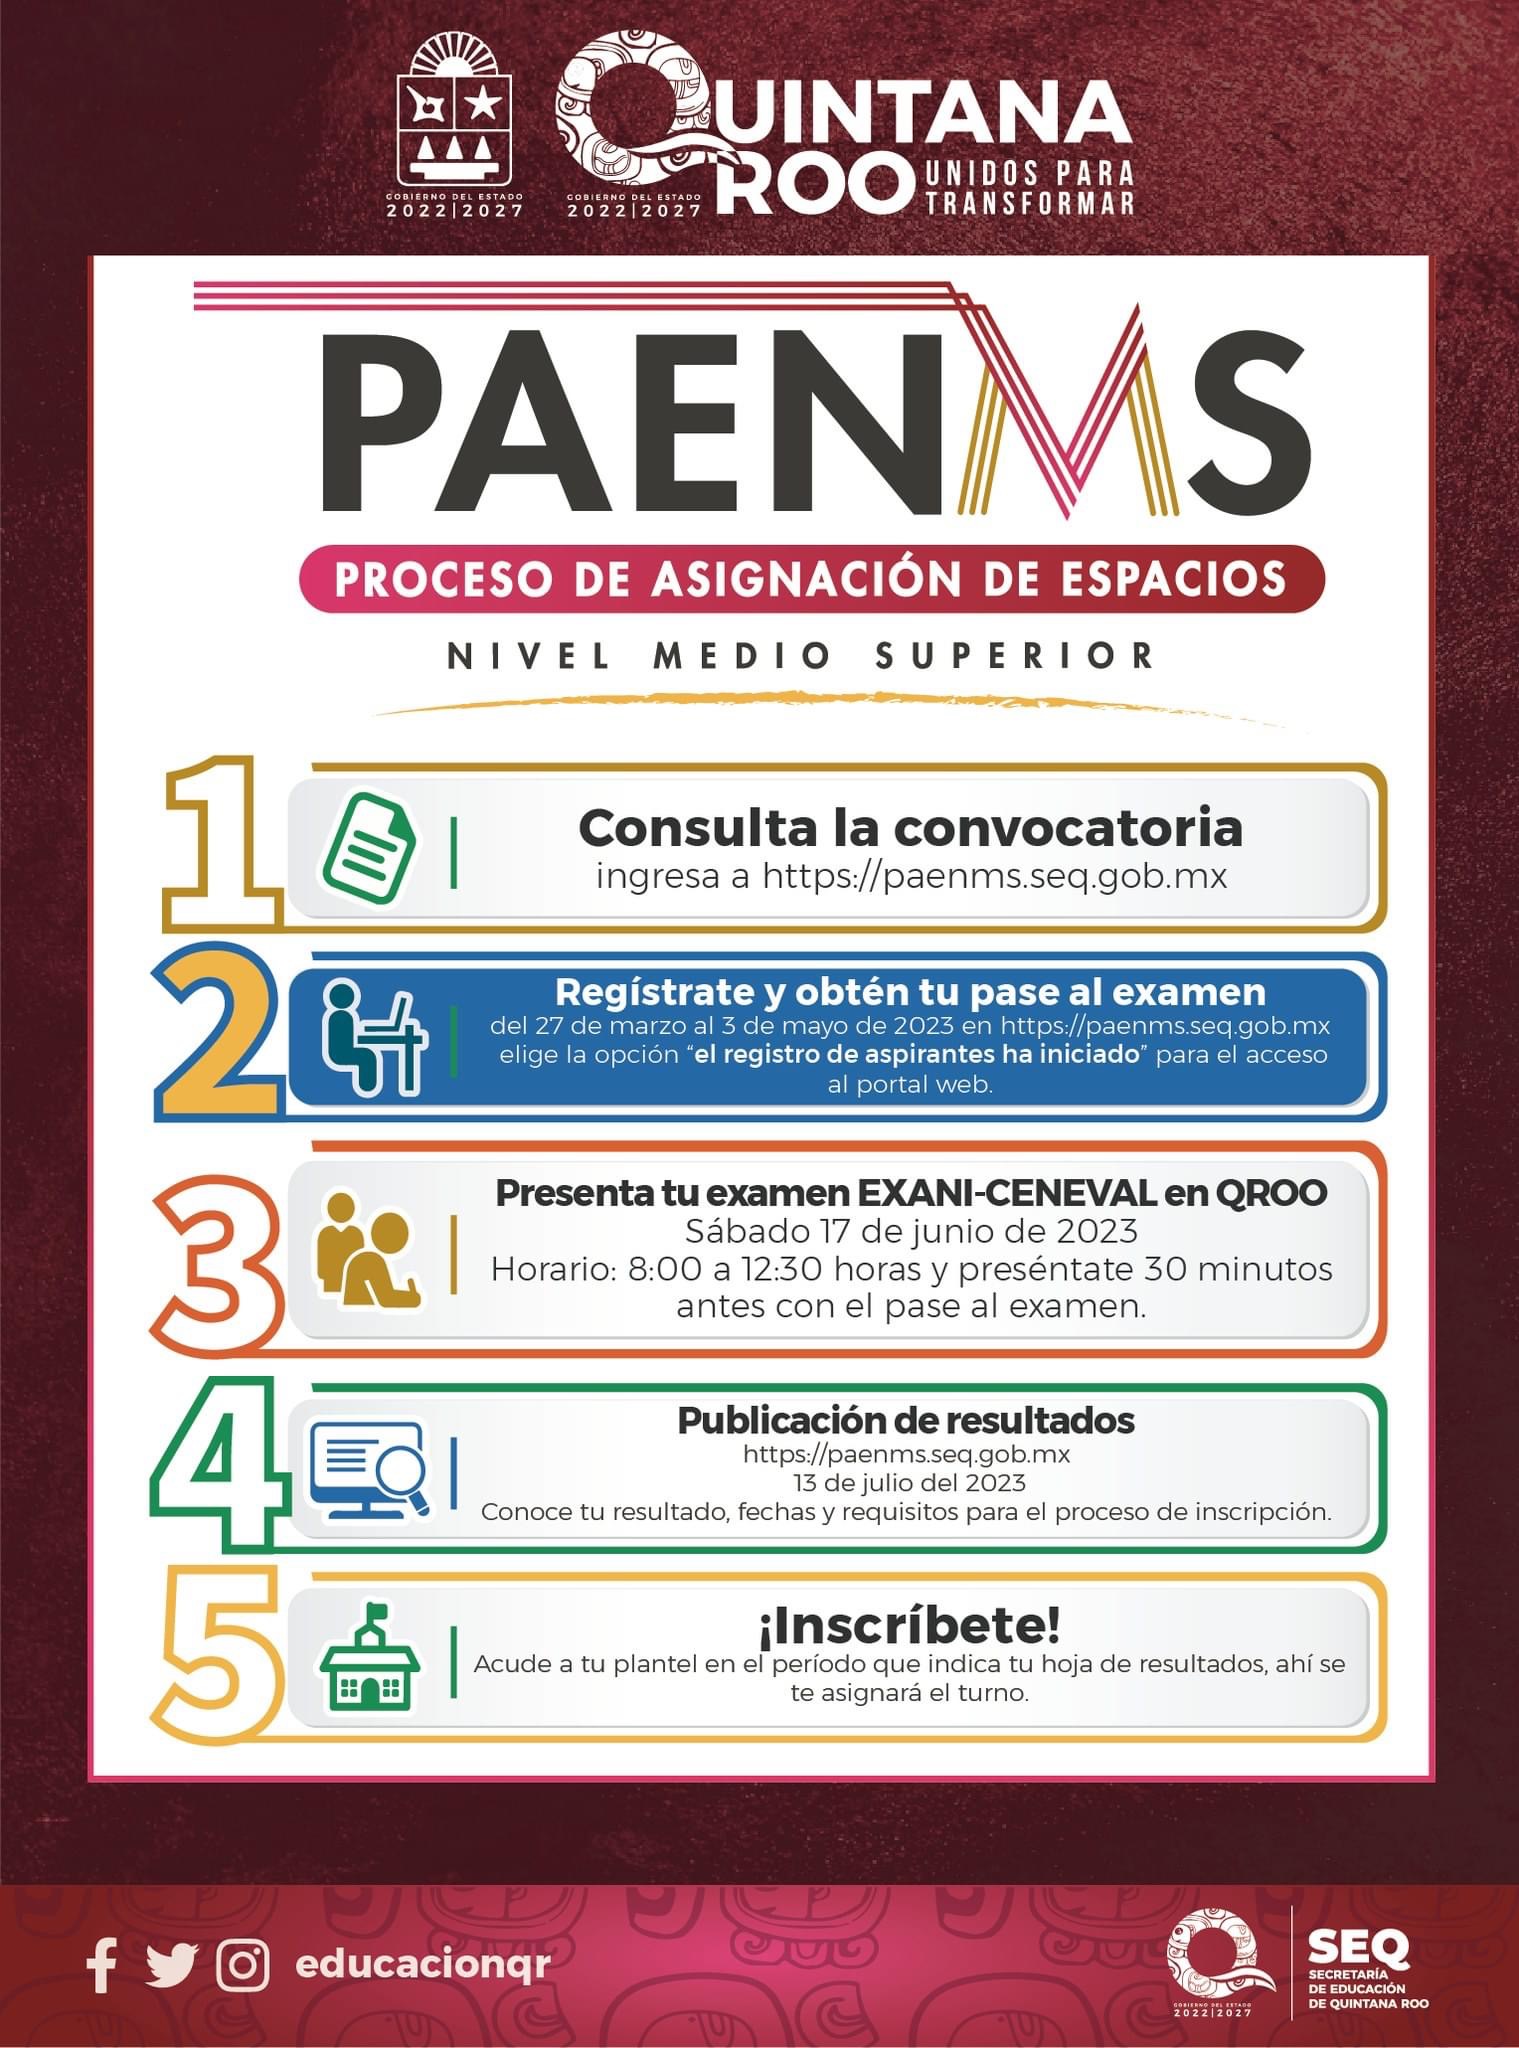 GOBIERNO DEL ESTADO
2022|2027
GOBIERNO DEL ESTADO
2022|2027
QUINTANA
ROO
UNIDOS PARA
TRANSFORMAR
PAENMS
PROCESO DE ASIGNACIÓN DE ESPACIOS
NIVEL MEDIO SUPERIOR
1
Consulta la convocatoria
ingresa a https://paenms.seq.gob.mx
2
Regístrate y obtén tu pase al examen
del 27 de marzo al 3 de mayo de 2023 en https://paenms.seq.gob.mx
elige la opción “el registro de aspirantes ha iniciado” para el acceso
al portal web.
3
Presenta tu examen EXANI-CENEVAL en QROO
Sábado 17 de junio de 2023
Horario: 8:00 a 12:30 horas y preséntate 30 minutos
antes con el pase al examen.
4
Publicación de resultados
https://paenms.seq.gob.mx
13 de julio del 2023
Conoce tu resultado, fechas y requisitos para el proceso de inscripción.
5
¡Inscríbete!
Acude a tu plantel en el período que indica tu hoja de resultados, ahí se
te asignará el turno.
educacionqr
GOBIERNO DEL ESTADO
2022|2027
SEQ
SECRETARÍA
DE EDUCACIÓN
DE QUINTANA ROO